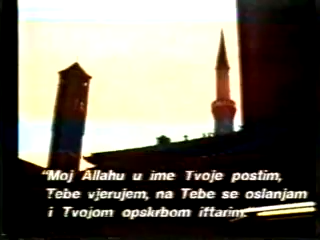 "Moj Allahu u ime Tvoje postim,
Tebe vjerujem, na Tebe se oslanjam
i Tvojom opskrbom iftarim."